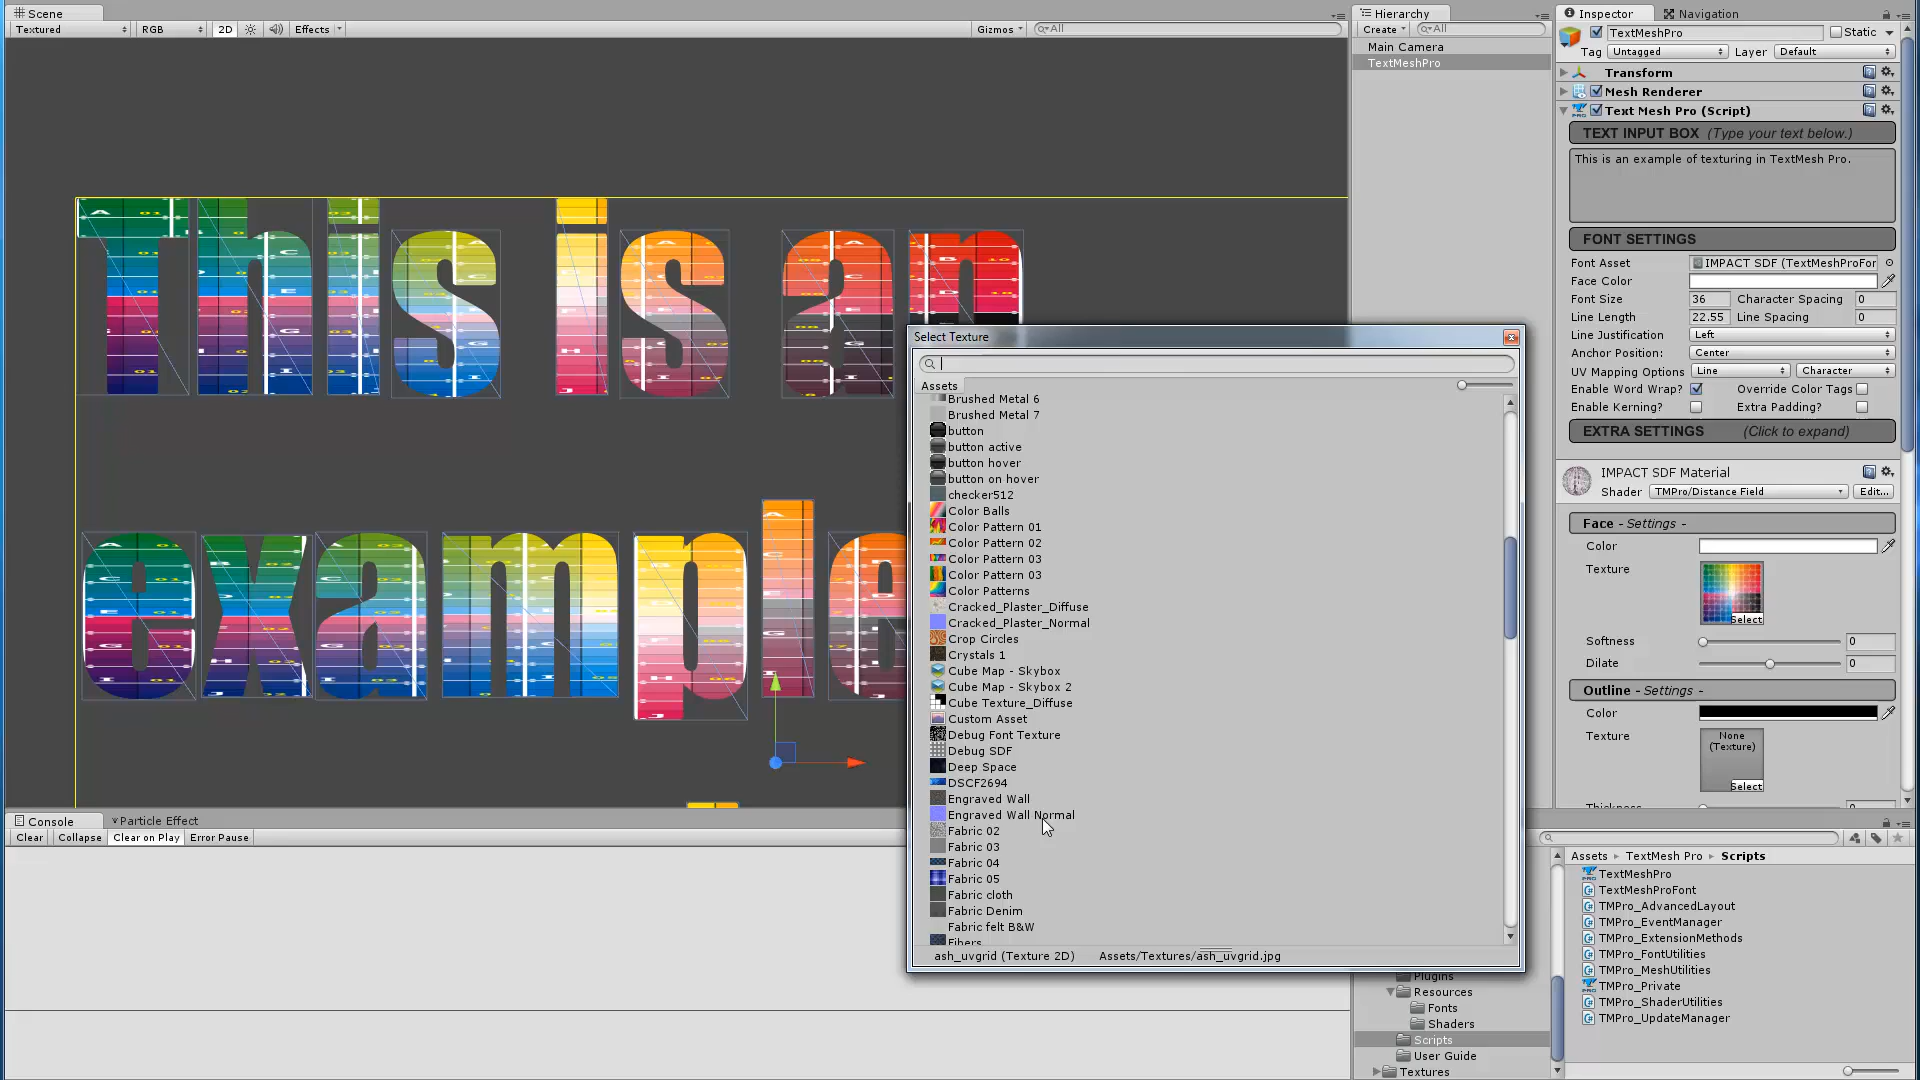 Scene
Textured RGB 2D Effects Gizmos All
This is an
example
Console Particle Effect
Clear Collapse Clear on Play Error Pause
Hierarchy
Create All
Main Camera
TextMeshPro
Select Texture
Assets
Brushed Metal 6
Brushed Metal 7
button
button active
button hover
button on hover
checker512
Color Balls
Color Pattern 01
Color Pattern 02
Color Pattern 03
Color Pattern 03
Color Patterns
Cracked_Plaster_Diffuse
Cracked_Plaster_Normal
Crop Circles
Crystals 1
Cube Map - Skybox
Cube Map - Skybox 2
Cube Texture_Diffuse
Custom Asset
Debug Font Texture
Debug SDF
Deep Space
DSCF2694
Engraved Wall
Engraved Wall Normal
Fabric 02
Fabric 03
Fabric 04
Fabric 05
Fabric cloth
Fabric Denim
Fabric felt B&W
Fibers
ash_uvgrid (Texture 2D) Assets/Textures/ash_uvgrid.jpg
Plugins
Resources
Fonts
Shaders
Scripts
User Guide
Textures
Inspector Navigation
TextMeshPro Static
Tag Untagged Layer Default
Transform
Mesh Renderer
Text Mesh Pro (Script)
TEXT INPUT BOX (Type your text below.)
This is an example of texturing in TextMesh Pro.
FONT SETTINGS
Font Asset IMPACT SDF (TextMeshProFor
Face Color
Font Size 36 Character Spacing 0
Line Length 22.55 Line Spacing 0
Line Justification Left
Anchor Position: Center
UV Mapping Options Line Character
Enable Word Wrap? Override Color Tags
Enable Kerning? Extra Padding?
EXTRA SETTINGS (Click to expand)
IMPACT SDF Material
Shader TMPro/Distance Field Edit...
Face - Settings -
Color
Texture
Select
Softness 0
Dilate 0
Outline - Settings -
Color
Texture None
(Texture)
Select
Assets TextMesh Pro Scripts
TextMeshPro
TextMeshProFont
TMPro_AdvancedLayout
TMPro_EventManager
TMPro_ExtensionMethods
TMPro_FontUtilities
TMPro_MeshUtilities
TMPro_Private
TMPro_ShaderUtilities
TMPro_UpdateManager